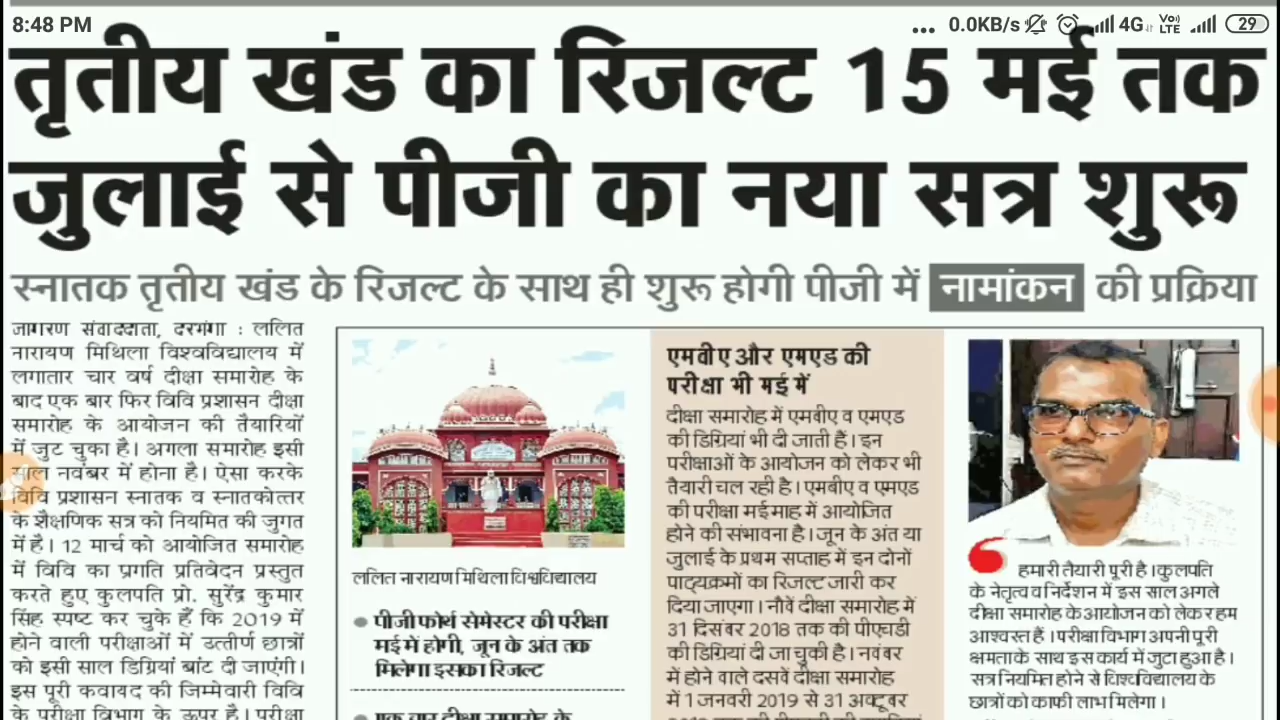 8:48 PM
... 0.0KB/s 4G Vo) LTE 29
तृतीय खंड का रिजल्ट 15 मई तक
जुलाई से पीजी का नया सत्र शुरू
स्नातक तृतीय खंड के रिजल्ट के साथ ही शुरू होगी पीजी में नामांकन की प्रक्रिया
जागरण संवाददाता, दरभंगा : ललित
नारायण मिथिला विश्वविद्यालय में
लगातार चार वर्ष दीक्षा समारोह के
बाद एक बार फिर विवि प्रशासन दीक्षा
समारोह के आयोजन की तैयारियों
में जुट चुका है। अगला समारोह इसी
साल नवंबर में होना है। ऐसा करके
विवि प्रशासन स्नातक व स्नातकोत्तर
के शैक्षणिक सत्र को नियमित की जुगत
में है। 12 मार्च को आयोजित समारोह
में विवि का प्रगति प्रतिवेदन प्रस्तुत
करते हुए कुलपति प्रो. सुरेंद्र कुमार
सिंह स्पष्ट कर चुके हैं कि 2019 में
होने वाली परीक्षाओं में उत्तीर्ण छात्रों
को इसी साल डिग्रियां बांट दी जाएंगी।
इस पूरी कवायद की जिम्मेवारी विवि
के परीक्षा विभाग के ऊपर है। परीक्षा
ललित नारायण मिथिला विश्वविद्यालय
पीजी फोर्थ सेमेस्टर की परीक्षा
मई में होगी, जून के अंत तक
मिलेगा इसका रिजल्ट
एक बार दीक्षा समारोह के
एमबीए और एमएड की
परीक्षा भी मई में
दीक्षा समारोह में एमबीए व एमएड
की डिग्रियां भी दी जाती हैं। इन
परीक्षाओं के आयोजन को लेकर भी
तैयारी चल रही है। एमबीए व एमएड
की परीक्षा मई माह में आयोजित
होने की संभावना है। जून के अंत या
जुलाई के प्रथम सप्ताह में इन दोनों
पाठ्यक्रमों का रिजल्ट जारी कर
दिया जाएगा। नौवें दीक्षा समारोह में
31 दिसंबर 2018 तक की पीएचडी
की डिग्रियां दी जा चुकी है। नवंबर
में होने वाले दसवें दीक्षा समारोह
में 1 जनवरी 2019 से 31 अक्टूबर
हमारी तैयारी पूरी है। कुलपति
के नेतृत्व व निर्देशन में इस साल अगले
दीक्षा समारोह के आयोजन को लेकर हम
आश्वस्त हैं। परीक्षा विभाग अपनी पूरी
क्षमता के साथ इस कार्य में जुटा हुआ है।
सत्र नियमित होने से विश्वविद्यालय के
छात्रों को काफी लाभ मिलेगा।